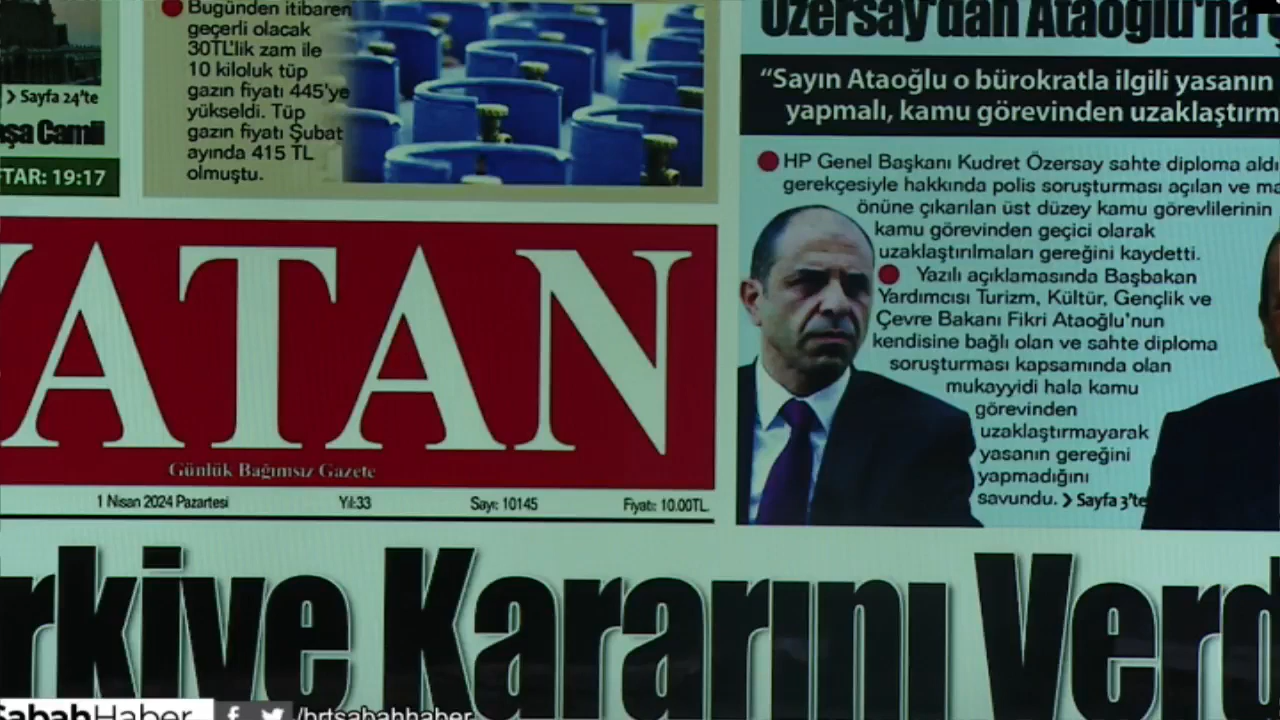 Sayfa 24'te
şa Camii
TAR: 19:17
Bugünden itibaren
geçerli olacak
30TL'lik zam ile
10 kiloluk tüp
gazın fiyatı 445'ye
yükseldi. Tüp
gazın fiyatı Şubat
ayında 415 TL
olmuştu.
ATAN
Günlük Bağımsız Gazete
1 Nisan 2024 Pazartesi Yıl:33 Sayı: 10145 Fiyatı: 10.00TL.
Özersay'dan Ataoğlu'na
“Sayın Ataoğlu o bürokratla ilgili yasanın
yapmalı, kamu görevinden uzaklaştırm
HP Genel Başkanı Kudret Özersay sahte diploma aldı
gerekçesiyle hakkında polis soruşturması açılan ve ma
önüne çıkarılan üst düzey kamu görevlilerinin
kamu görevinden geçici olarak
uzaklaştırılmaları gereğini kaydetti.
Yazılı açıklamasında Başbakan
Yardımcısı Turizm, Kültür, Gençlik ve
Çevre Bakanı Fikri Ataoğlu'nun
kendisine bağlı olan ve sahte diploma
soruşturması kapsamında olan
mukayyidi hala kamu
görevinden
uzaklaştırmayarak
yasanın gereğini
yapmadığını
savundu. Sayfa 3'te
rkiye Kararını Verd
SabahHaber /brtsabahhaber